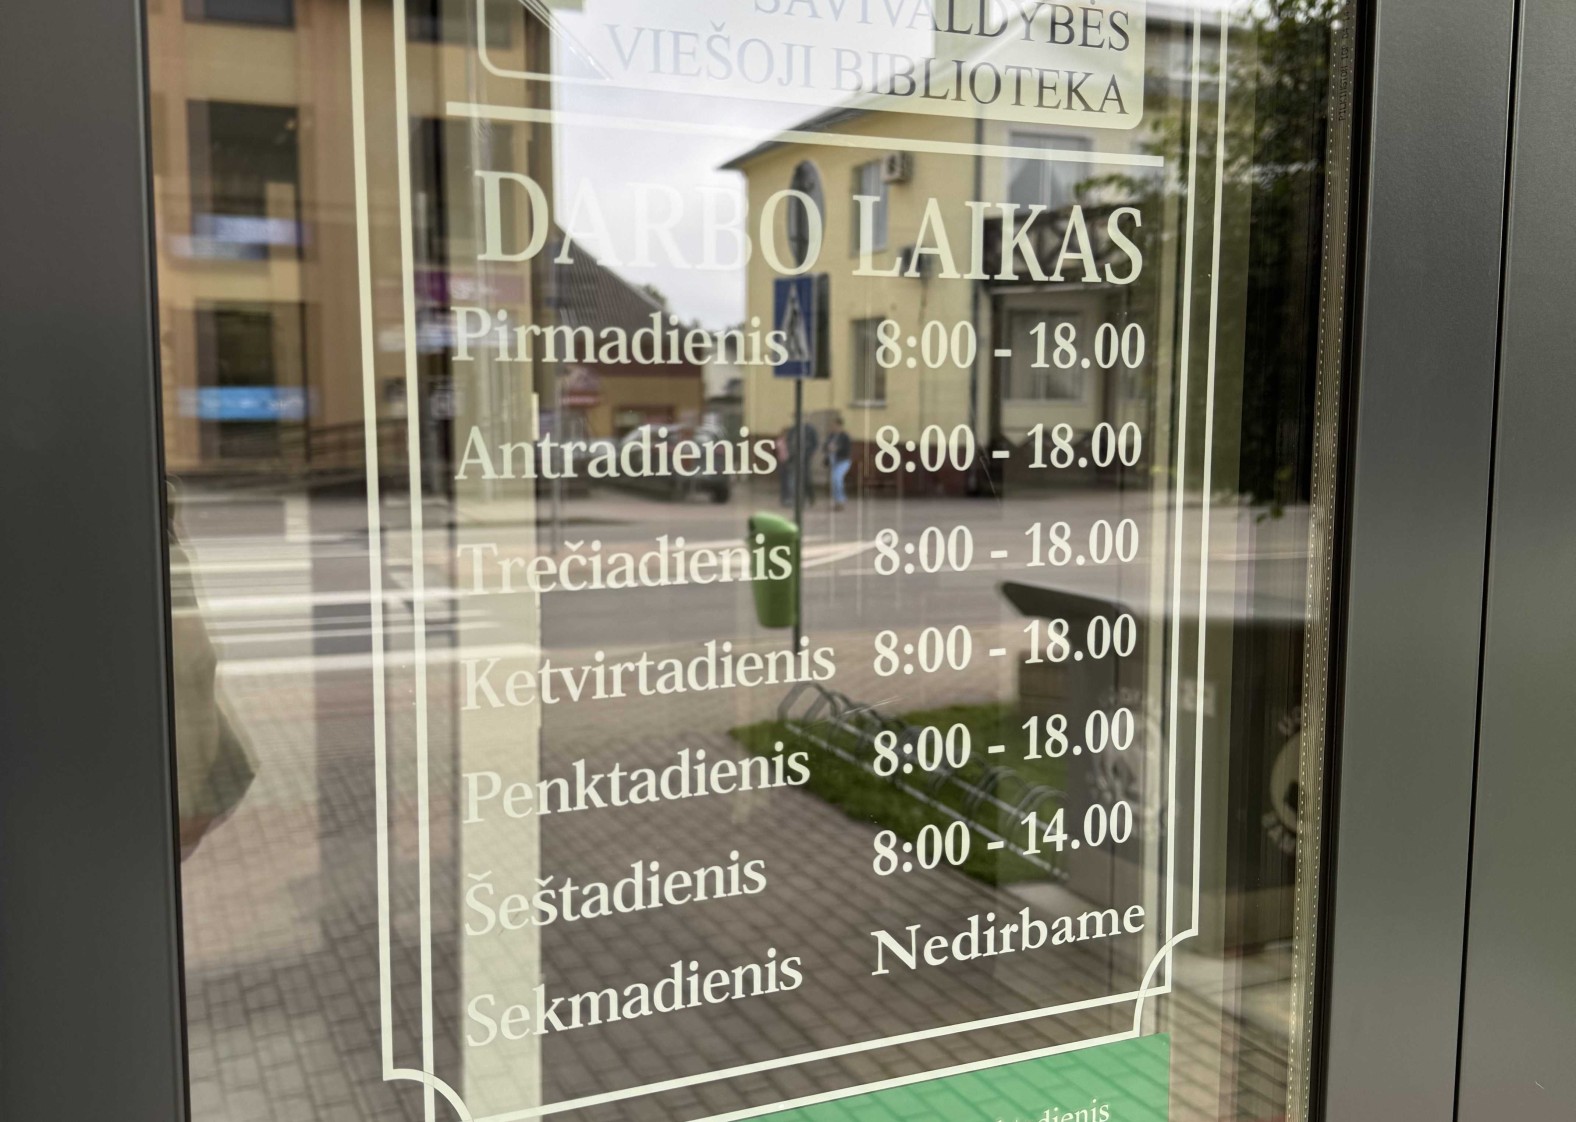 SAVIVALDYBĖS
VIEŠOJI BIBLIOTEKA
DARBO LAIKAS
Pirmadienis 8:00 - 18.00
Antradienis 8:00 - 18.00
Trečiadienis 8:00 - 18.00
Ketvirtadienis 8:00 - 18.00
Penktadienis 8:00 - 18.00
Šeštadienis 8:00 - 14.00
Sekmadienis Nedirbame